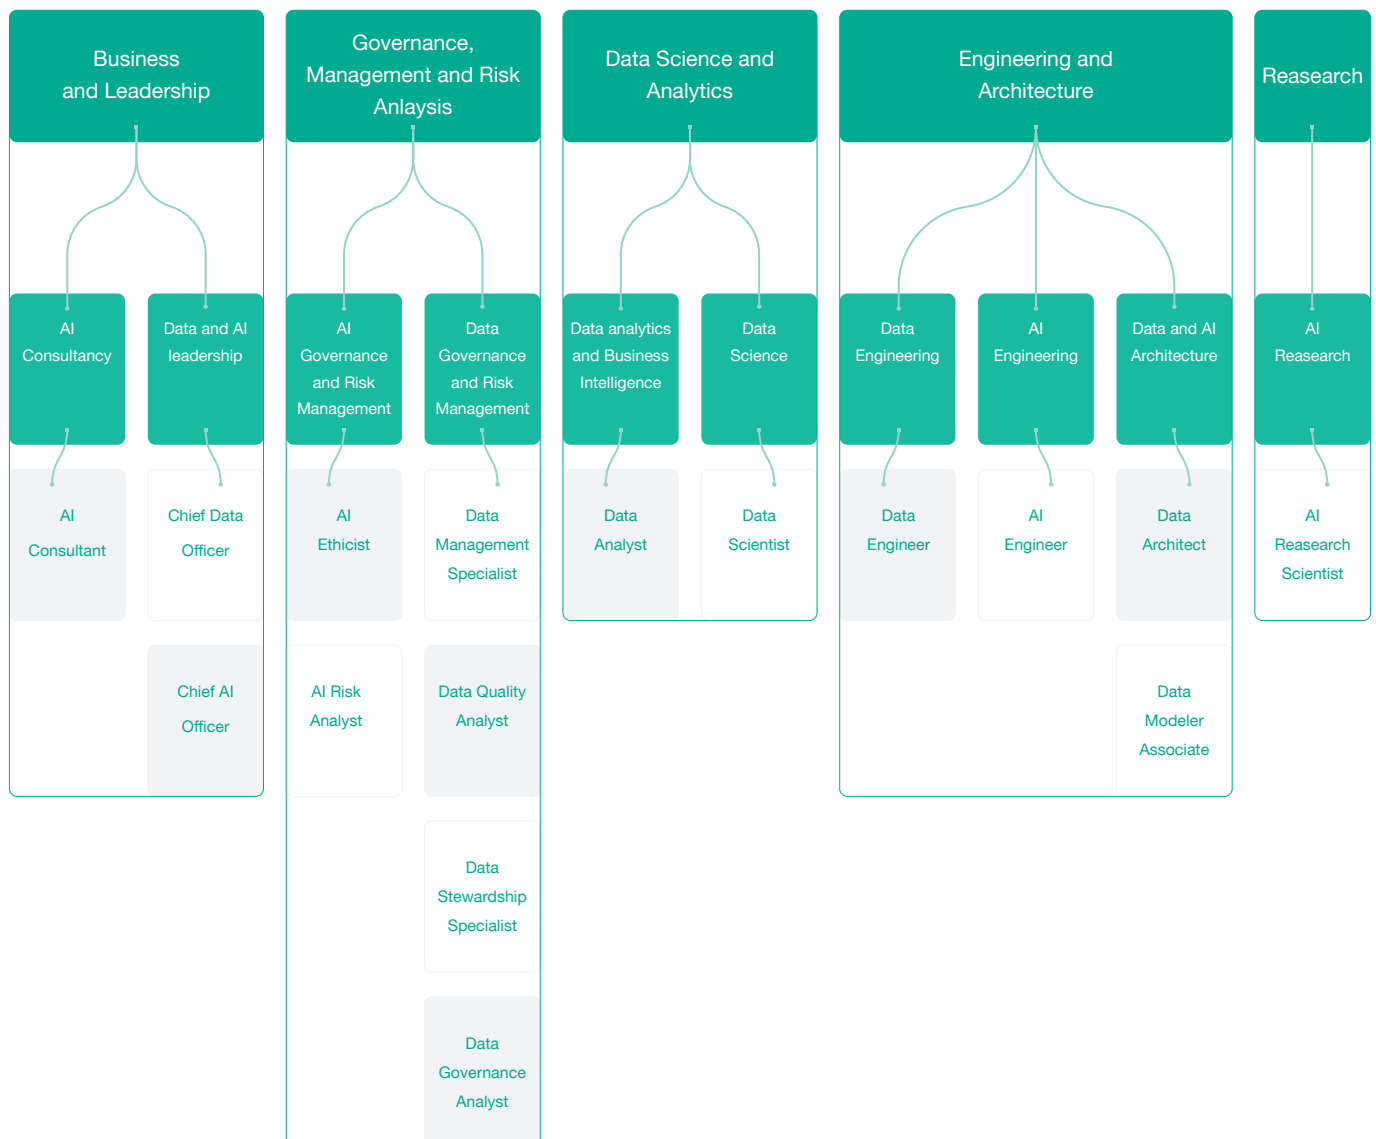 Business
and Leadership
Governance,
Management and Risk
Anlaysis
Data Science and
Analytics
Engineering and
Architecture
Reasearch
AI
Consultancy
Data and AI
leadership
AI
Governance
and Risk
Management
Data
Governance
and Risk
Management
Data analytics
and Business
Intelligence
Data
Science
Data
Engineering
AI
Engineering
Data and AI
Architecture
AI
Reasearch
AI
Consultant
Chief Data
Officer
AI
Ethicist
Data
Management
Specialist
Data
Analyst
Data
Scientist
Data
Engineer
AI
Engineer
Data
Architect
AI
Reasearch
Scientist
Chief AI
Officer
AI Risk
Analyst
Data Quality
Analyst
Data
Modeler
Associate
Data
Stewardship
Specialist
Data
Governance
Analyst